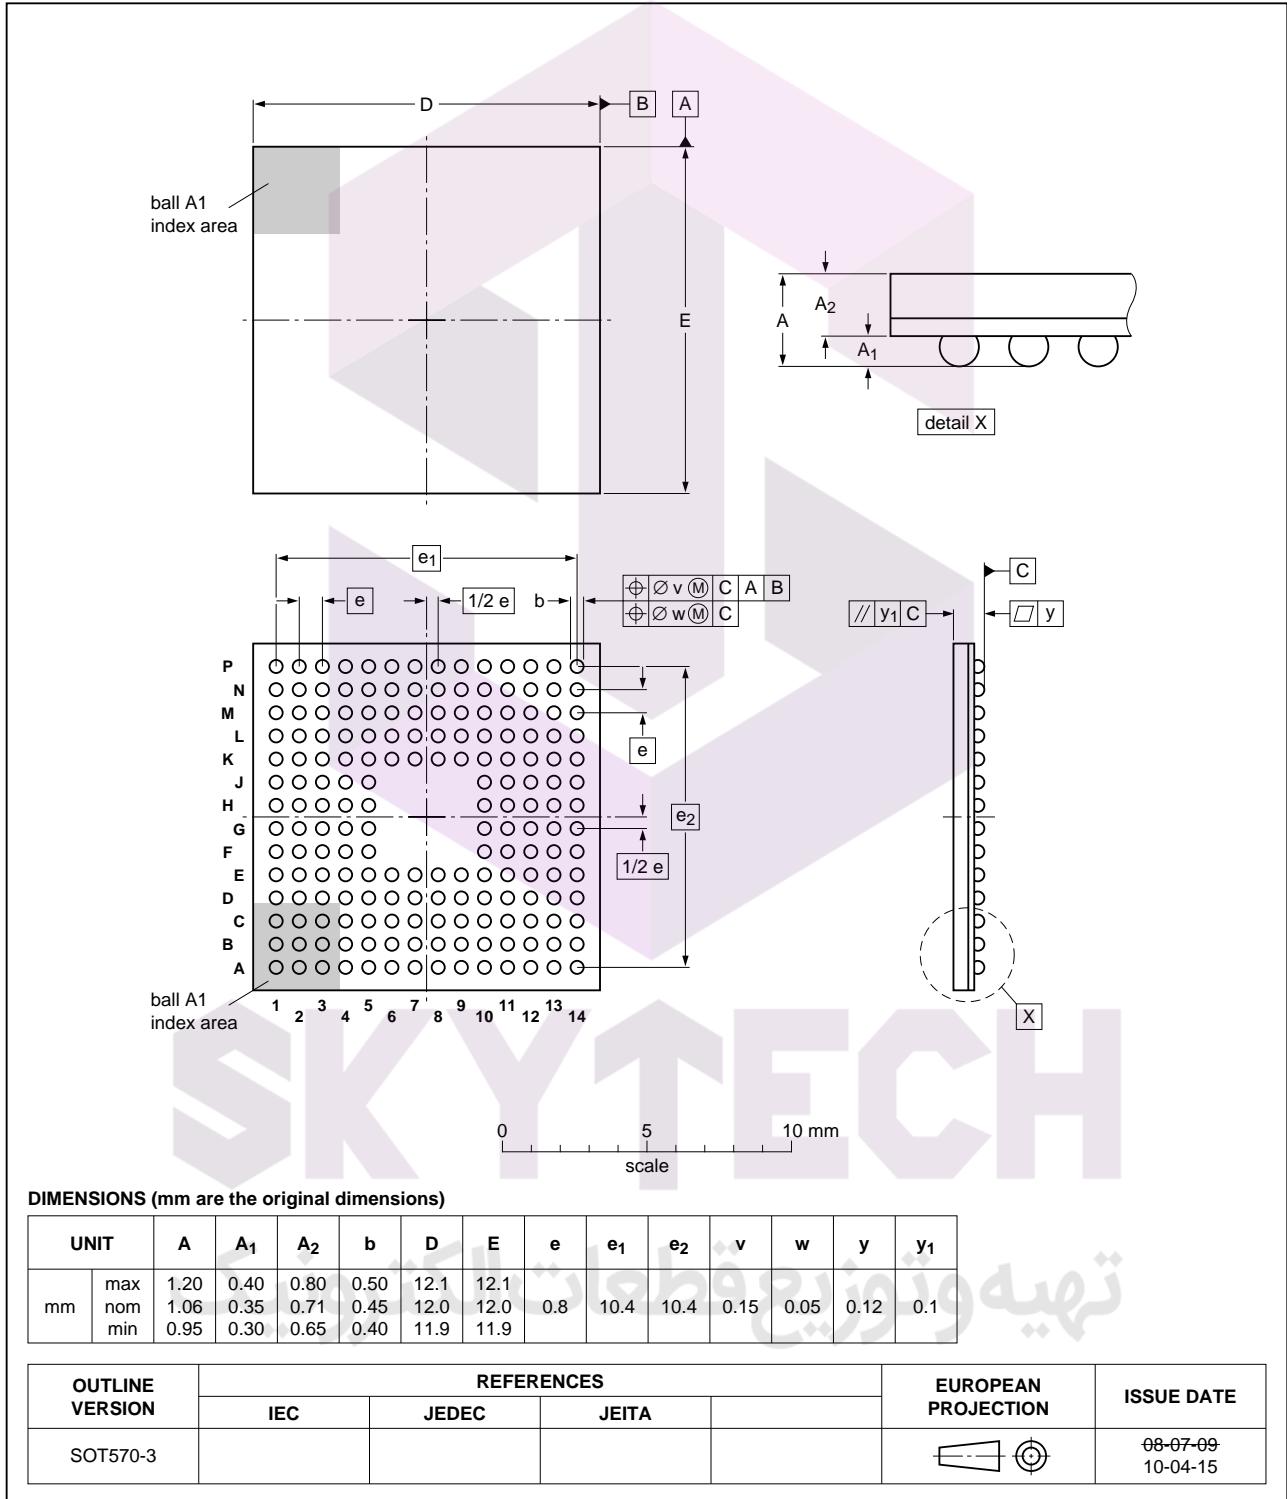 D B A
ball A1
index area
E
A
A2
A1
detail X
e1
e 1/2 e b ⌖ ∅ v Ⓜ C A B
⌖ ∅ w Ⓜ C
C
// y1 C ▱ y
P
N
M
L
K
J
H
G
F
E
D
C
B
A
e
e2
1/2 e
ball A1
index area
1 2 3 4 5 6 7 8 9 10 11 12 13 14
X
SKYTECH
0 5 10 mm
scale
DIMENSIONS (mm are the original dimensions)
UNIT A A1 A2 b D E e e1 e2 v w y y1
mm
max 1.20 0.40 0.80 0.50 12.1 12.1
nom 1.06 0.35 0.71 0.45 12.0 12.0 0.8 10.4 10.4 0.15 0.05 0.12 0.1
min 0.95 0.30 0.65 0.40 11.9 11.9
تهیه وتوزیع قطعات الکترونیک
OUTLINE VERSION REFERENCES EUROPEAN PROJECTION ISSUE DATE
IEC JEDEC JEITA
SOT570-3 08-07-09
10-04-15